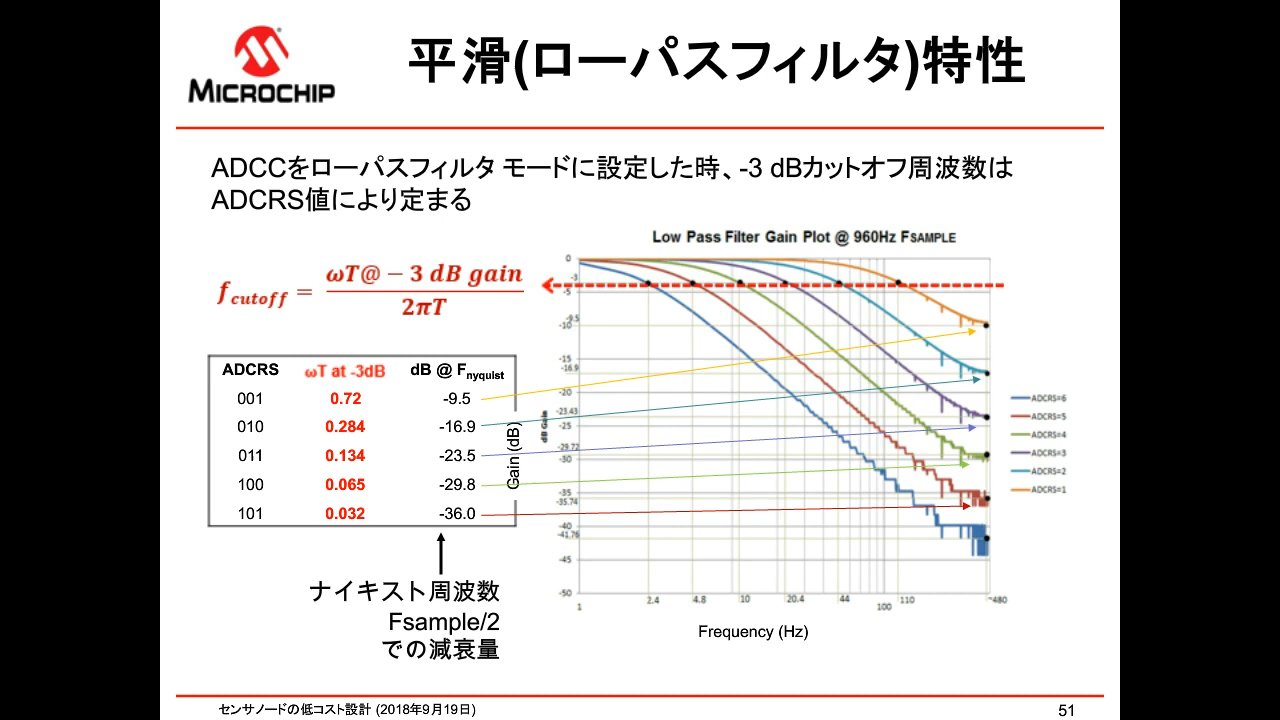 MICROCHIP
平滑(ローパスフィルタ)特性
ADCCをローパスフィルタ モードに設定した時、-3 dBカットオフ周波数は
ADCRS値により定まる
f_cutoff = ωT@ − 3 dB gain / 2πT
ADCRS ωT at -3dB dB @ Fnyquist
001 0.72 -9.5
010 0.284 -16.9
011 0.134 -23.5
100 0.065 -29.8
101 0.032 -36.0
ナイキスト周波数
Fsample/2
での減衰量
Low Pass Filter Gain Plot @ 960Hz FSAMPLE
Gain (dB)
dB Gain
0
-3
-5
-9.5
-10
-15
-16.9
-20
-23.43
-25
-29.72
-30
-35
-35.74
-40
-41.76
-45
-50
1 2.4 4.8 10 20.4 44 100 110 ~480
Frequency (Hz)
ADCRS=6
ADCRS=5
ADCRS=4
ADCRS=3
ADCRS=2
ADCRS=1
センサノードの低コスト設計 (2018年9月19日)
51